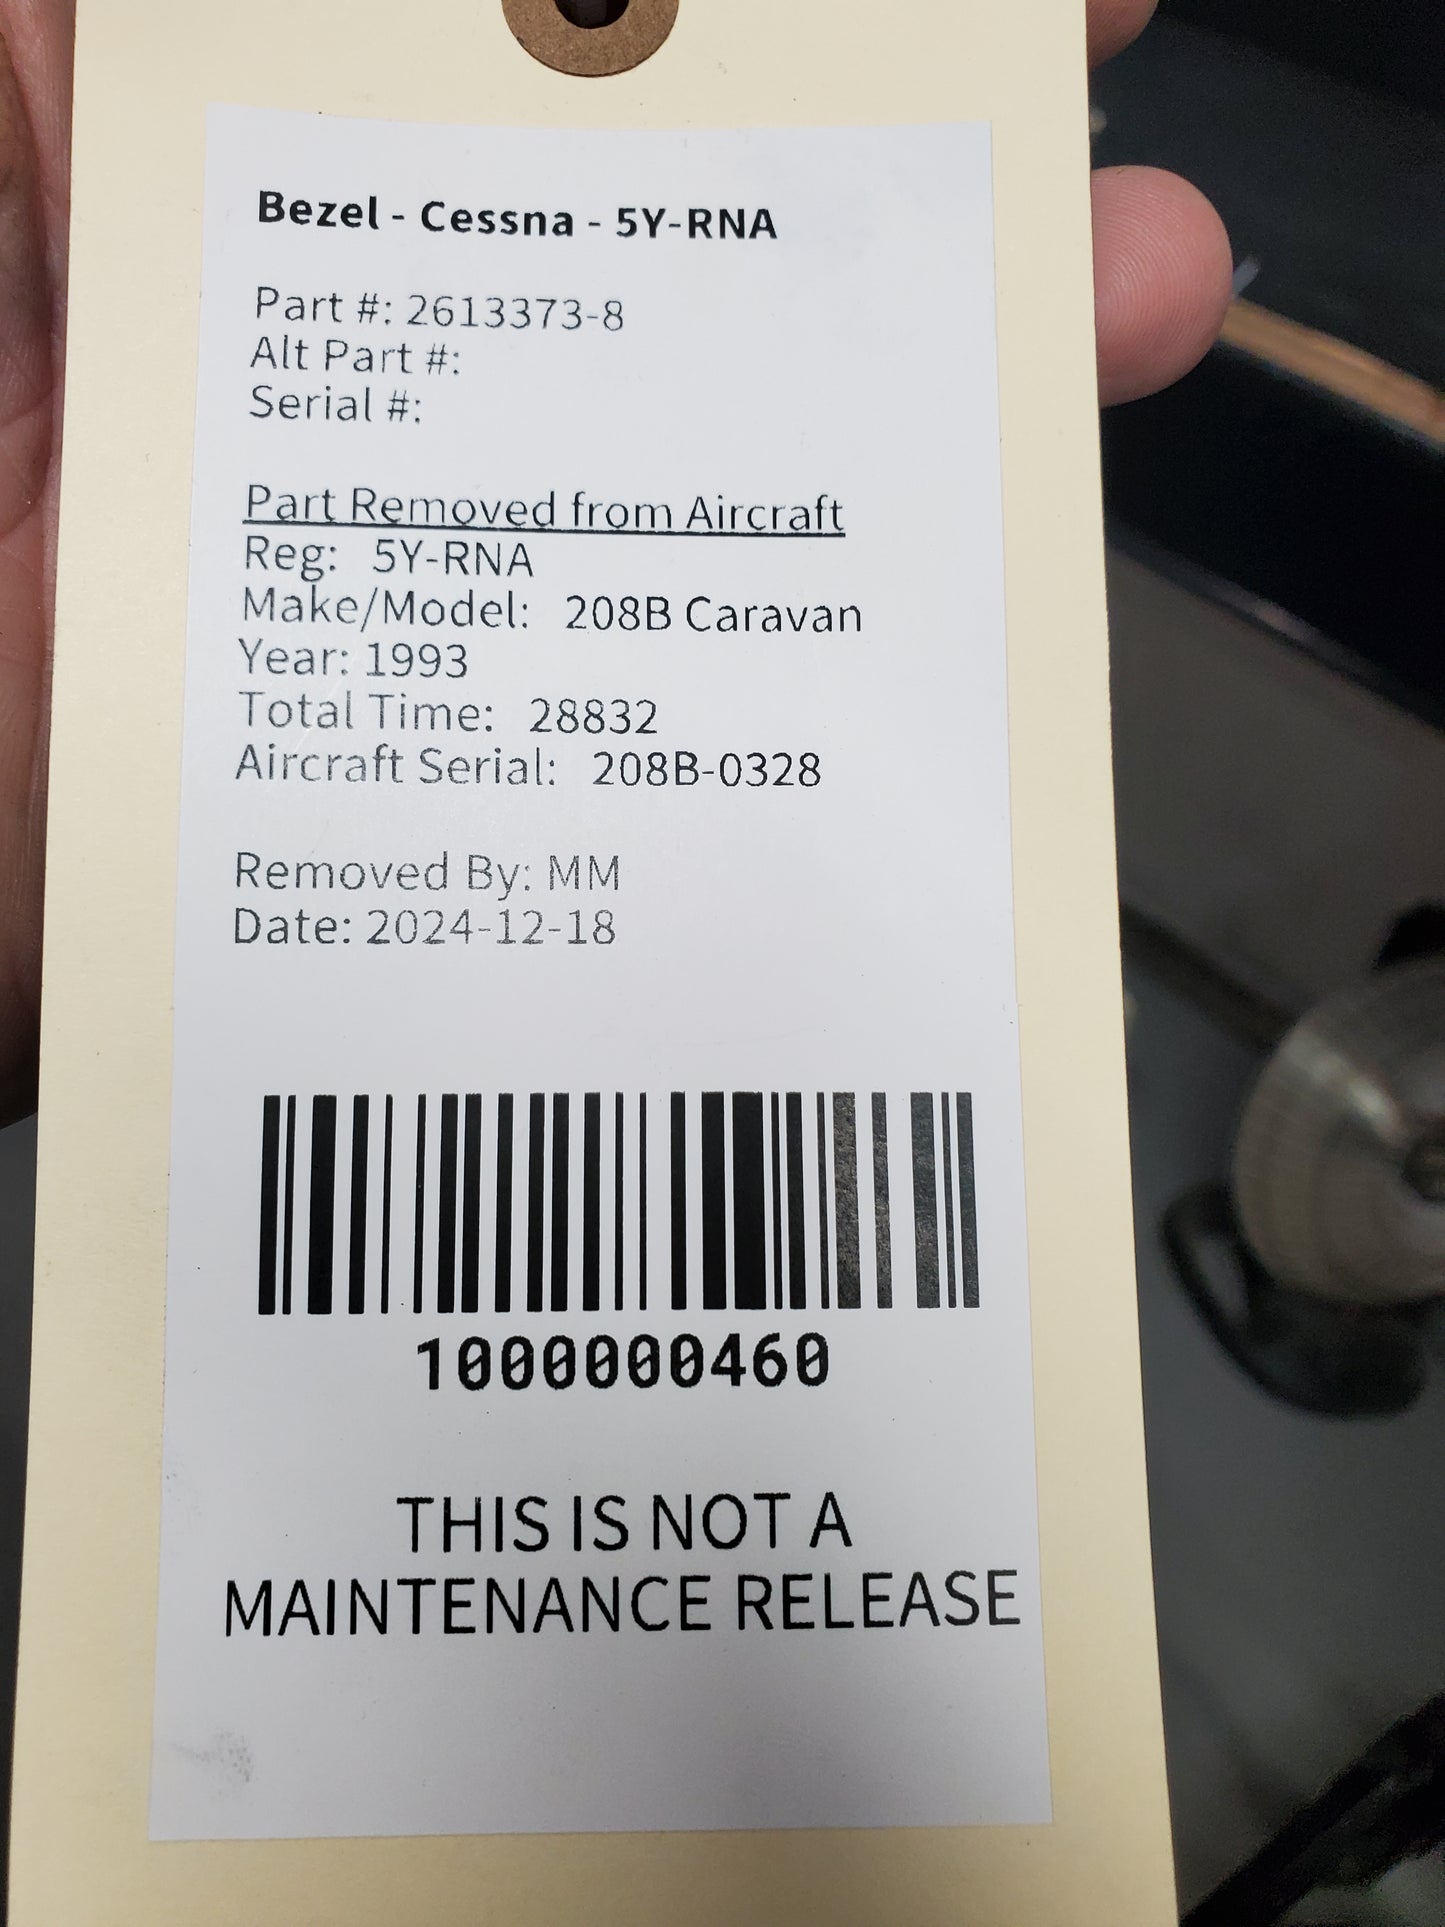 Bezel - Cessna - 5Y-RNA
Part #: 2613373-8
Alt Part #:
Serial #:
Part Removed from Aircraft
Reg: 5Y-RNA
Make/Model: 208B Caravan
Year: 1993
Total Time: 28832
Aircraft Serial: 208B-0328
Removed By: MM
Date: 2024-12-18
1000000460
THIS IS NOT A
MAINTENANCE RELEASE